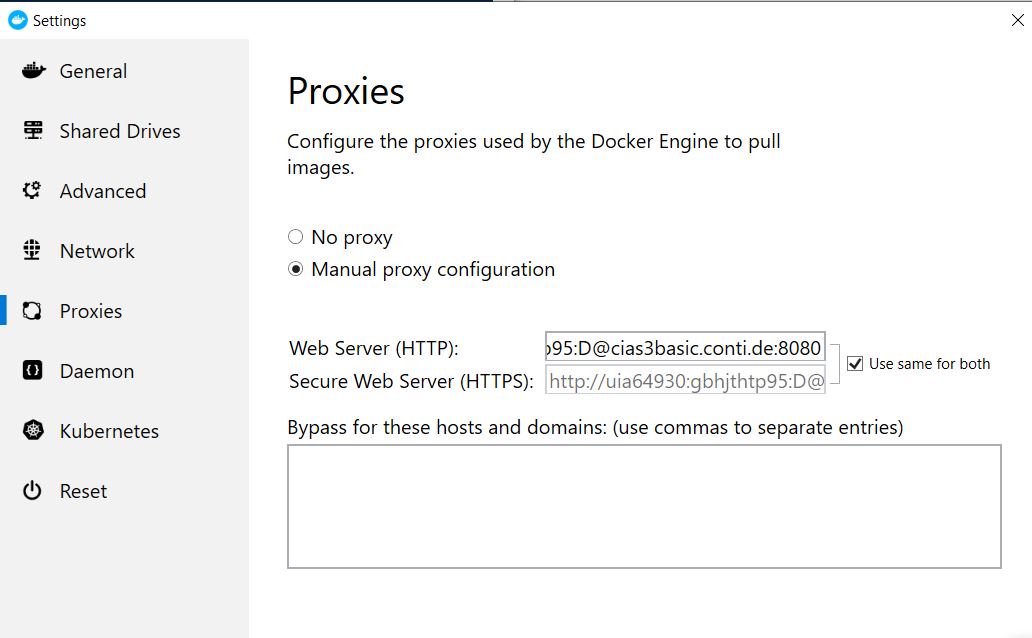 Settings
General
Shared Drives
Advanced
Network
Proxies
Daemon
Kubernetes
Reset
Proxies
Configure the proxies used by the Docker Engine to pull
images.
No proxy
Manual proxy configuration
Web Server (HTTP): p95:D@cias3basic.conti.de:8080
Secure Web Server (HTTPS): http://uia64930:gbhjthtp95:D@
Use same for both
Bypass for these hosts and domains: (use commas to separate entries)